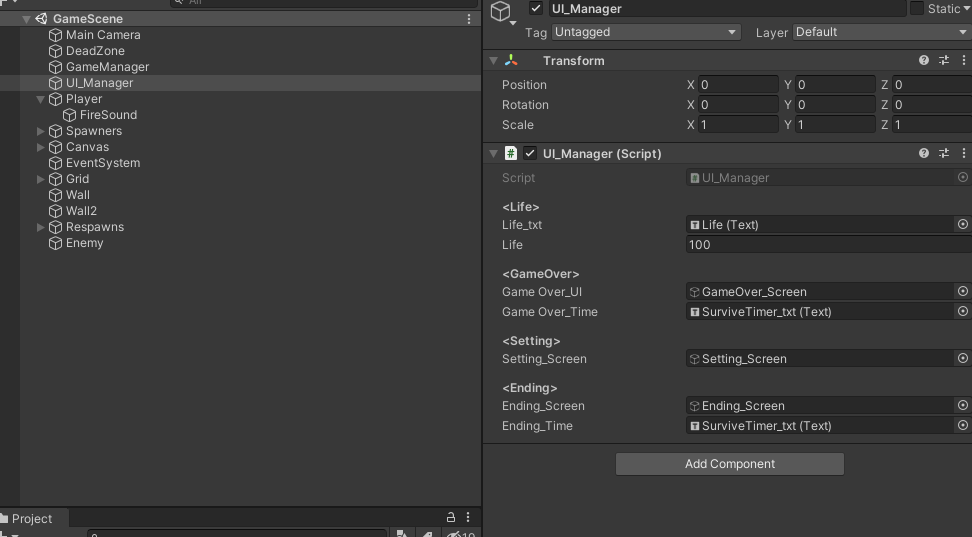 All
GameScene
Main Camera
DeadZone
GameManager
UI_Manager
Player
FireSound
Spawners
Canvas
EventSystem
Grid
Wall
Wall2
Respawns
Enemy
Project
19
UI_Manager
Static
Tag Untagged Layer Default
Transform
Position X 0 Y 0 Z 0
Rotation X 0 Y 0 Z 0
Scale X 1 Y 1 Z 1
# UI_Manager (Script)
Script UI_Manager
<Life>
Life_txt Life (Text)
Life 100
<GameOver>
Game Over_UI GameOver_Screen
Game Over_Time SurviveTimer_txt (Text)
<Setting>
Setting_Screen Setting_Screen
<Ending>
Ending_Screen Ending_Screen
Ending_Time SurviveTimer_txt (Text)
Add Component